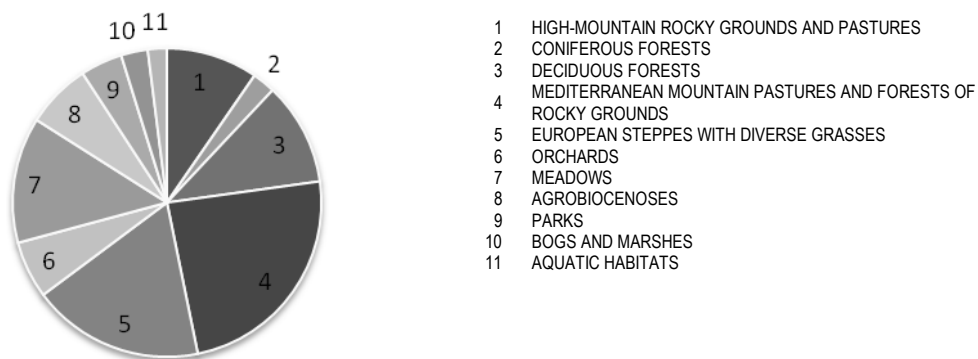 1
2
3
4
5
6
7
8
9
10
11
1 HIGH-MOUNTAIN ROCKY GROUNDS AND PASTURES
2 CONIFEROUS FORESTS
3 DECIDUOUS FORESTS
4 MEDITERRANEAN MOUNTAIN PASTURES AND FORESTS OF
ROCKY GROUNDS
5 EUROPEAN STEPPES WITH DIVERSE GRASSES
6 ORCHARDS
7 MEADOWS
8 AGROBIOCENOSES
9 PARKS
10 BOGS AND MARSHES
11 AQUATIC HABITATS